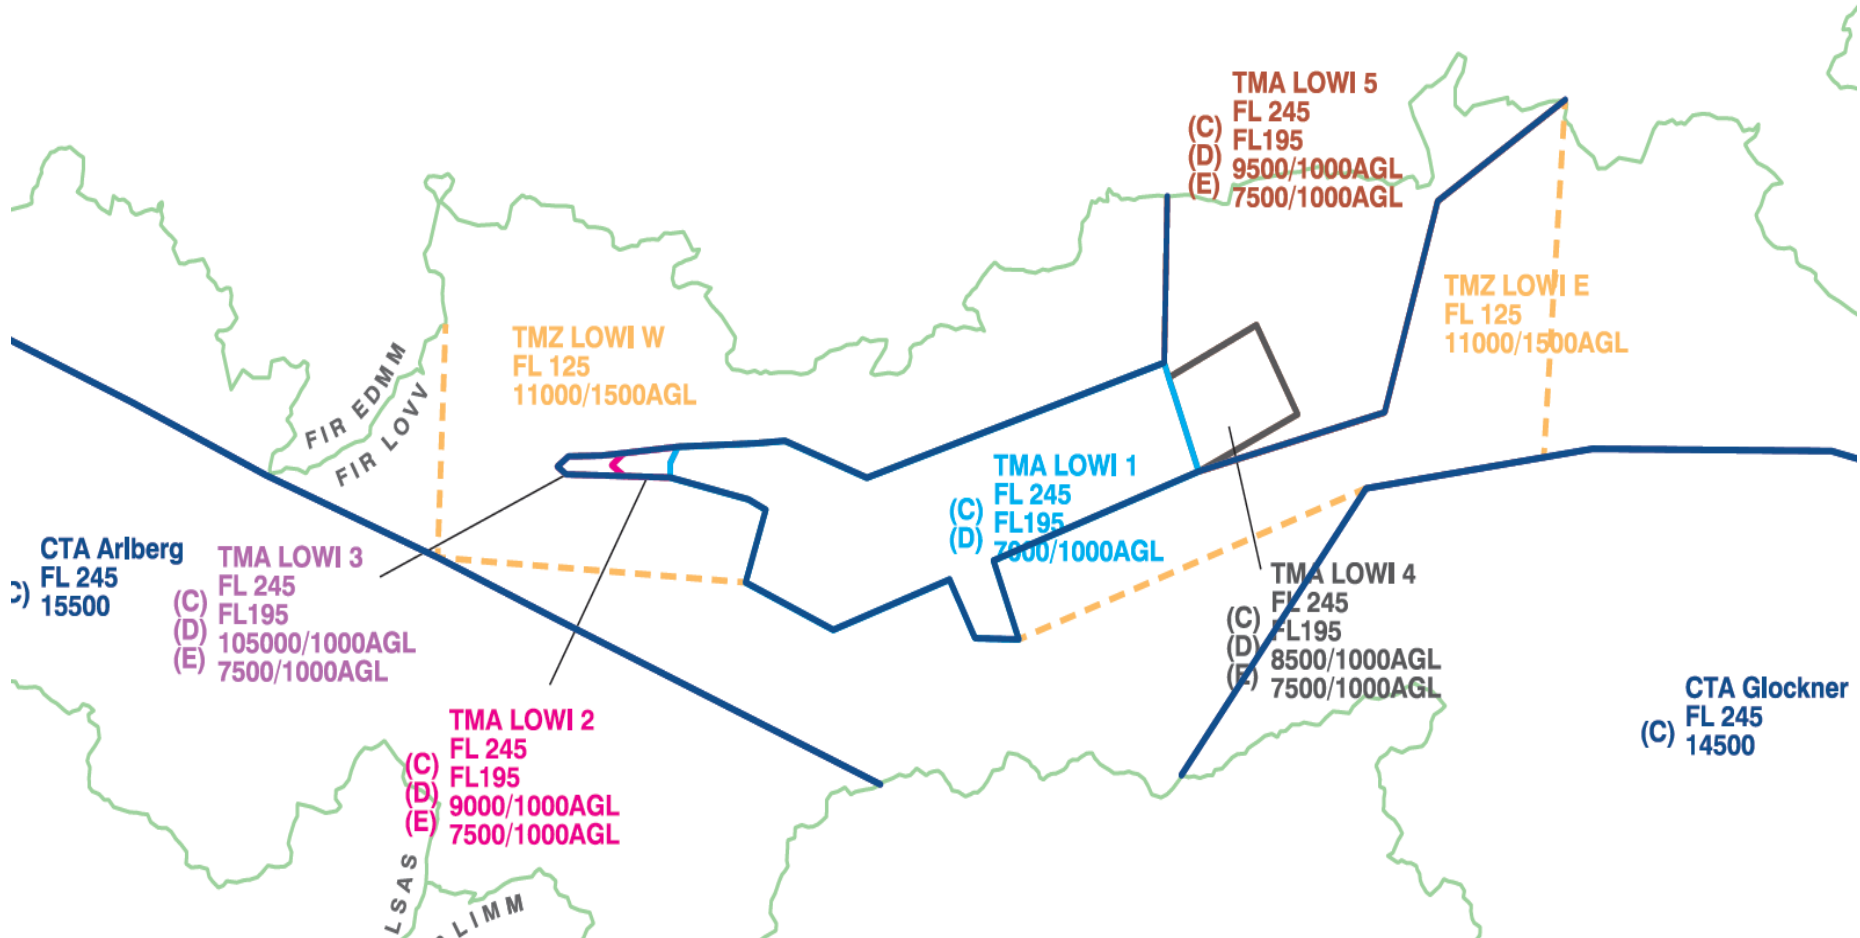 TMA LOWI 5
FL 245
(C) FL195
(D) 9500/1000AGL
(E) 7500/1000AGL
TMZ LOWI E
FL 125
11000/1500AGL
TMZ LOWI W
FL 125
11000/1500AGL
FIR EDMM
FIR LOVV
TMA LOWI 1
FL 245
(C) FL195
(D) 7000/1000AGL
CTA Arlberg
FL 245
C) 15500
TMA LOWI 3
FL 245
(C) FL195
(D) 105000/1000AGL
(E) 7500/1000AGL
TMA LOWI 4
FL 245
(C) FL195
(D) 8500/1000AGL
(E) 7500/1000AGL
TMA LOWI 2
FL 245
(C) FL195
(D) 9000/1000AGL
(E) 7500/1000AGL
CTA Glockner
FL 245
(C) 14500
LSAS
LIMM